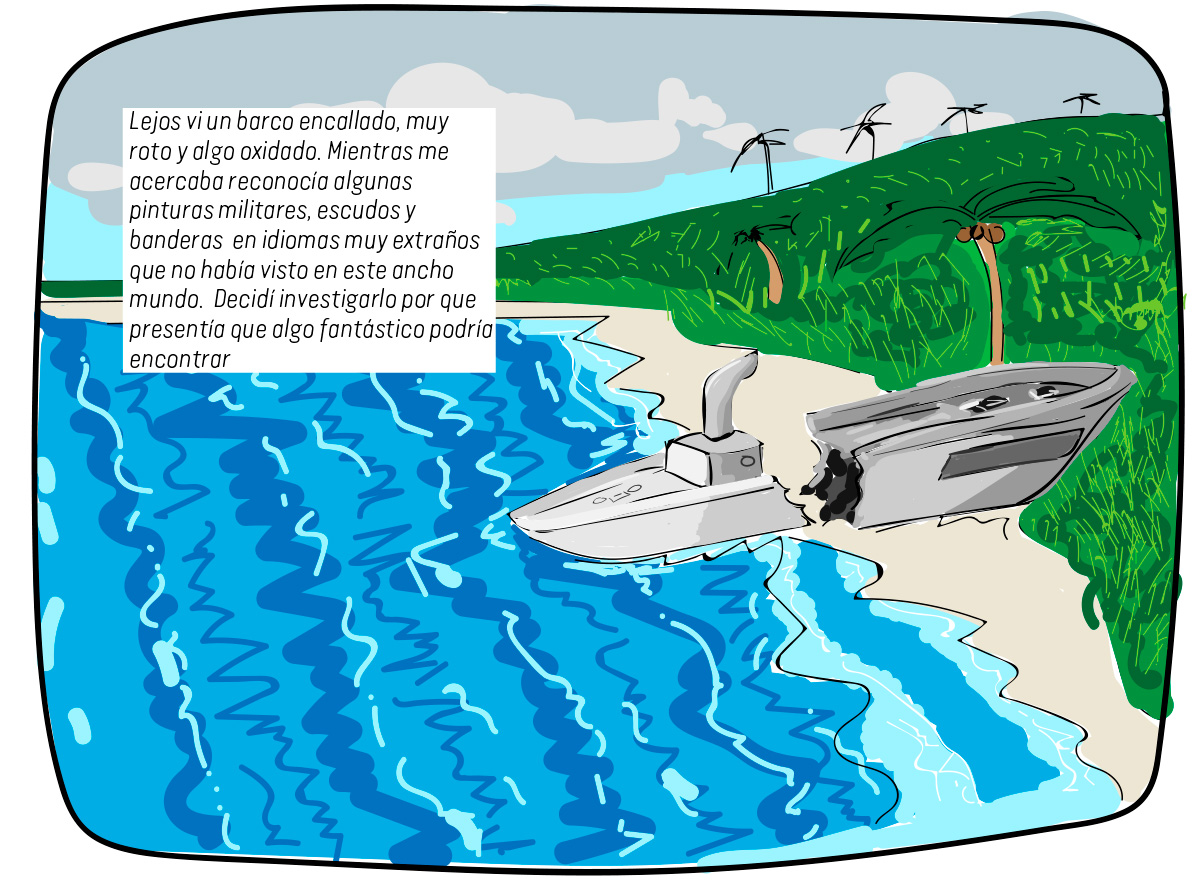 Lejos vi un barco encallado, muy
roto y algo oxidado. Mientras me
acercaba reconocía algunas
pinturas militares, escudos y
banderas  en idiomas muy extraños
que no había visto en este ancho
mundo.  Decidí investigarlo por que
presentía que algo fantástico podría
encontrar